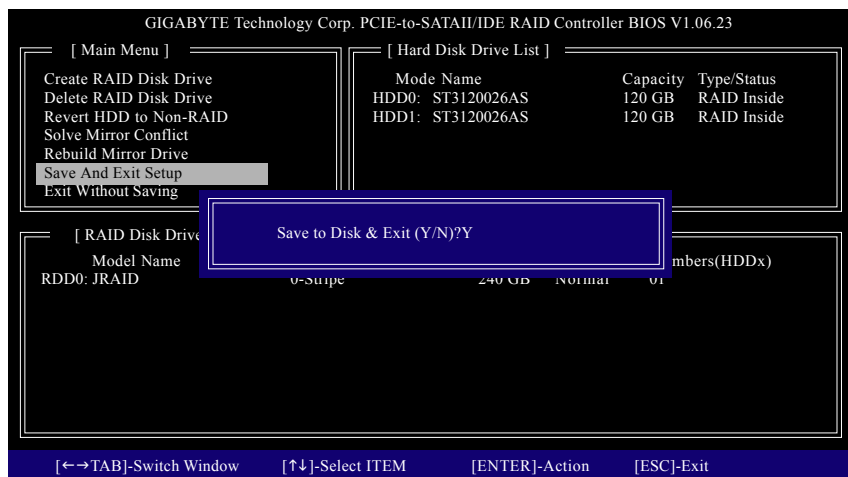 GIGABYTE Technology Corp. PCIE-to-SATAII/IDE RAID Controller BIOS V1.06.23
[ Main Menu ]
Create RAID Disk Drive
Delete RAID Disk Drive
Revert HDD to Non-RAID
Solve Mirror Conflict
Rebuild Mirror Drive
Save And Exit Setup
Exit Without Saving
[ Hard Disk Drive List ]
Mode Name Capacity Type/Status
HDD0: ST3120026AS 120 GB RAID Inside
HDD1: ST3120026AS 120 GB RAID Inside
Save to Disk & Exit (Y/N)?Y
[ RAID Disk Drive
Model Name mbers(HDDx)
RDD0: JRAID 0-Stripe 240 GB Normal 01
[←→TAB]-Switch Window [↑↓]-Select ITEM [ENTER]-Action [ESC]-Exit